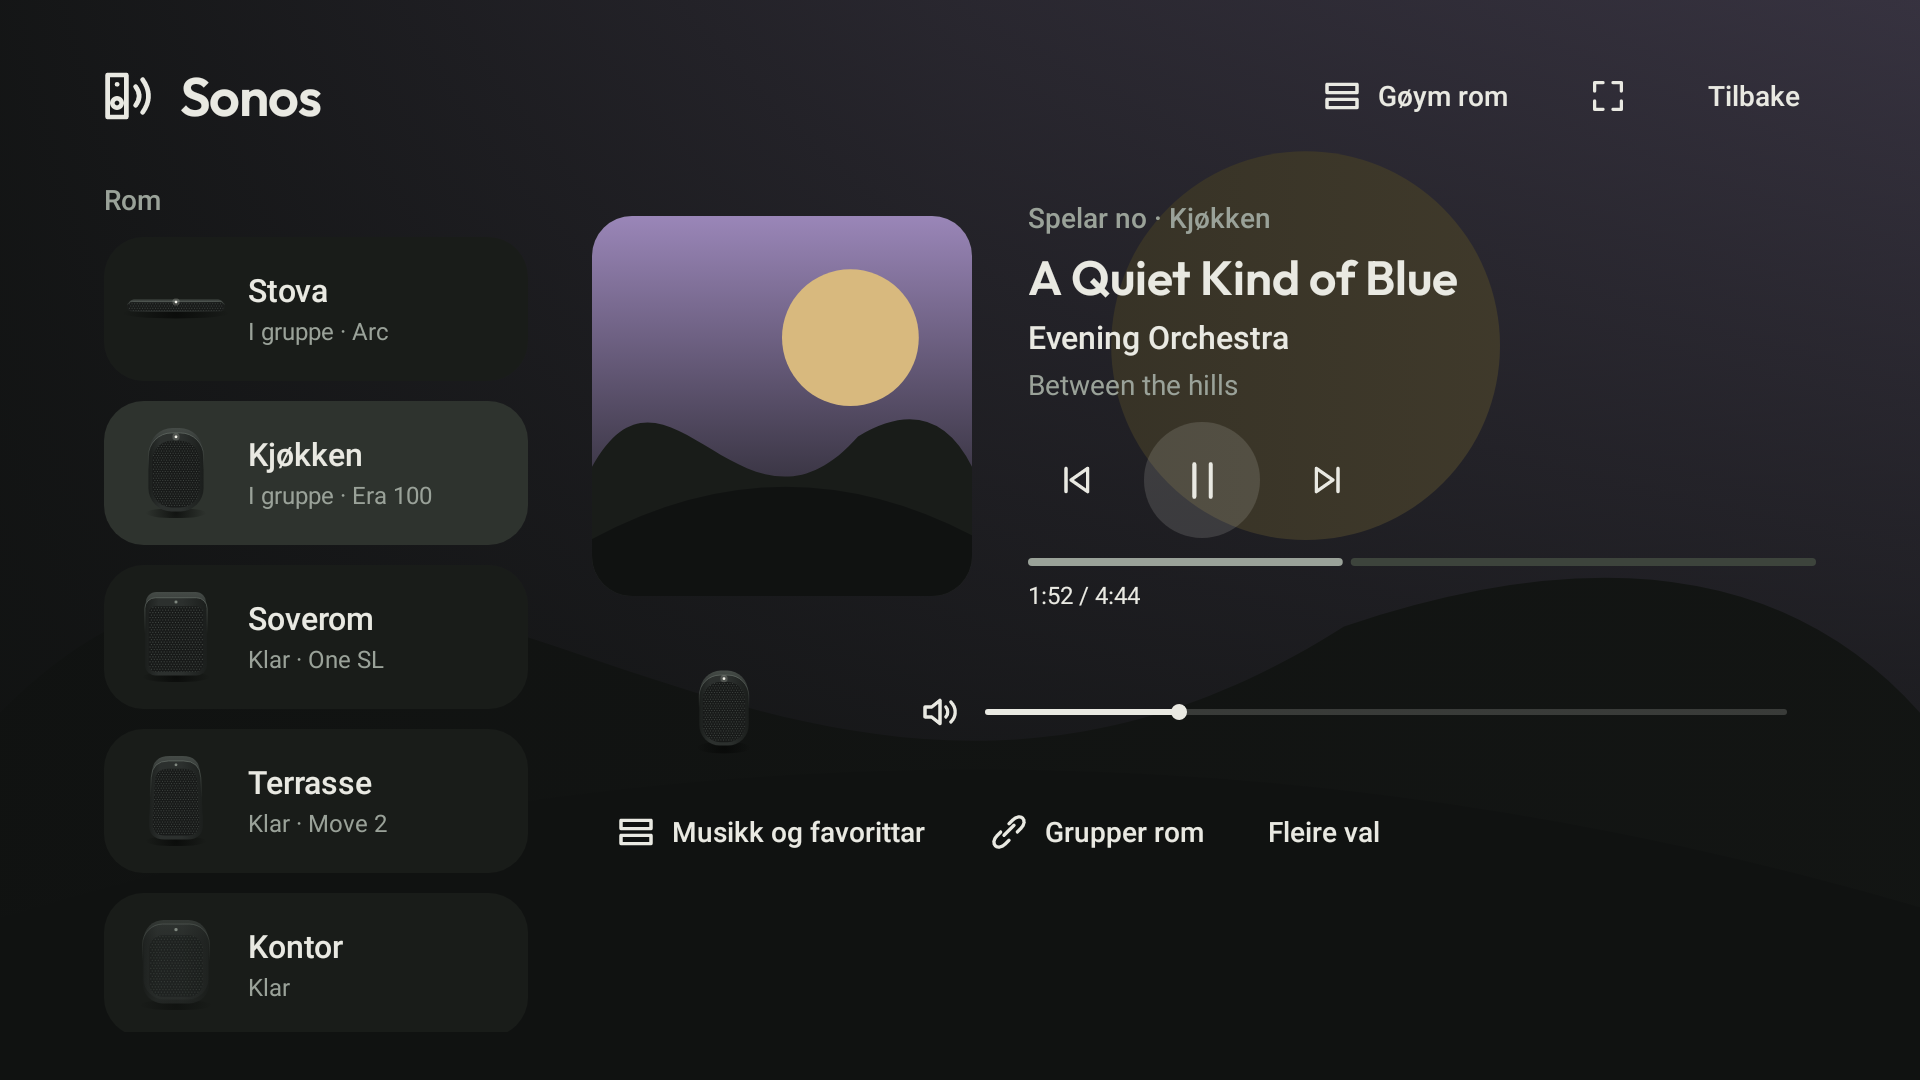 Sonos
Gøym rom
Tilbake
Rom
Stova
I gruppe · Arc
Kjøkken
I gruppe · Era 100
Soverom
Klar · One SL
Terrasse
Klar · Move 2
Kontor
Klar
Spelar no · Kjøkken
A Quiet Kind of Blue
Evening Orchestra
Between the hills
1:52 / 4:44
Musikk og favorittar
Grupper rom
Fleire val